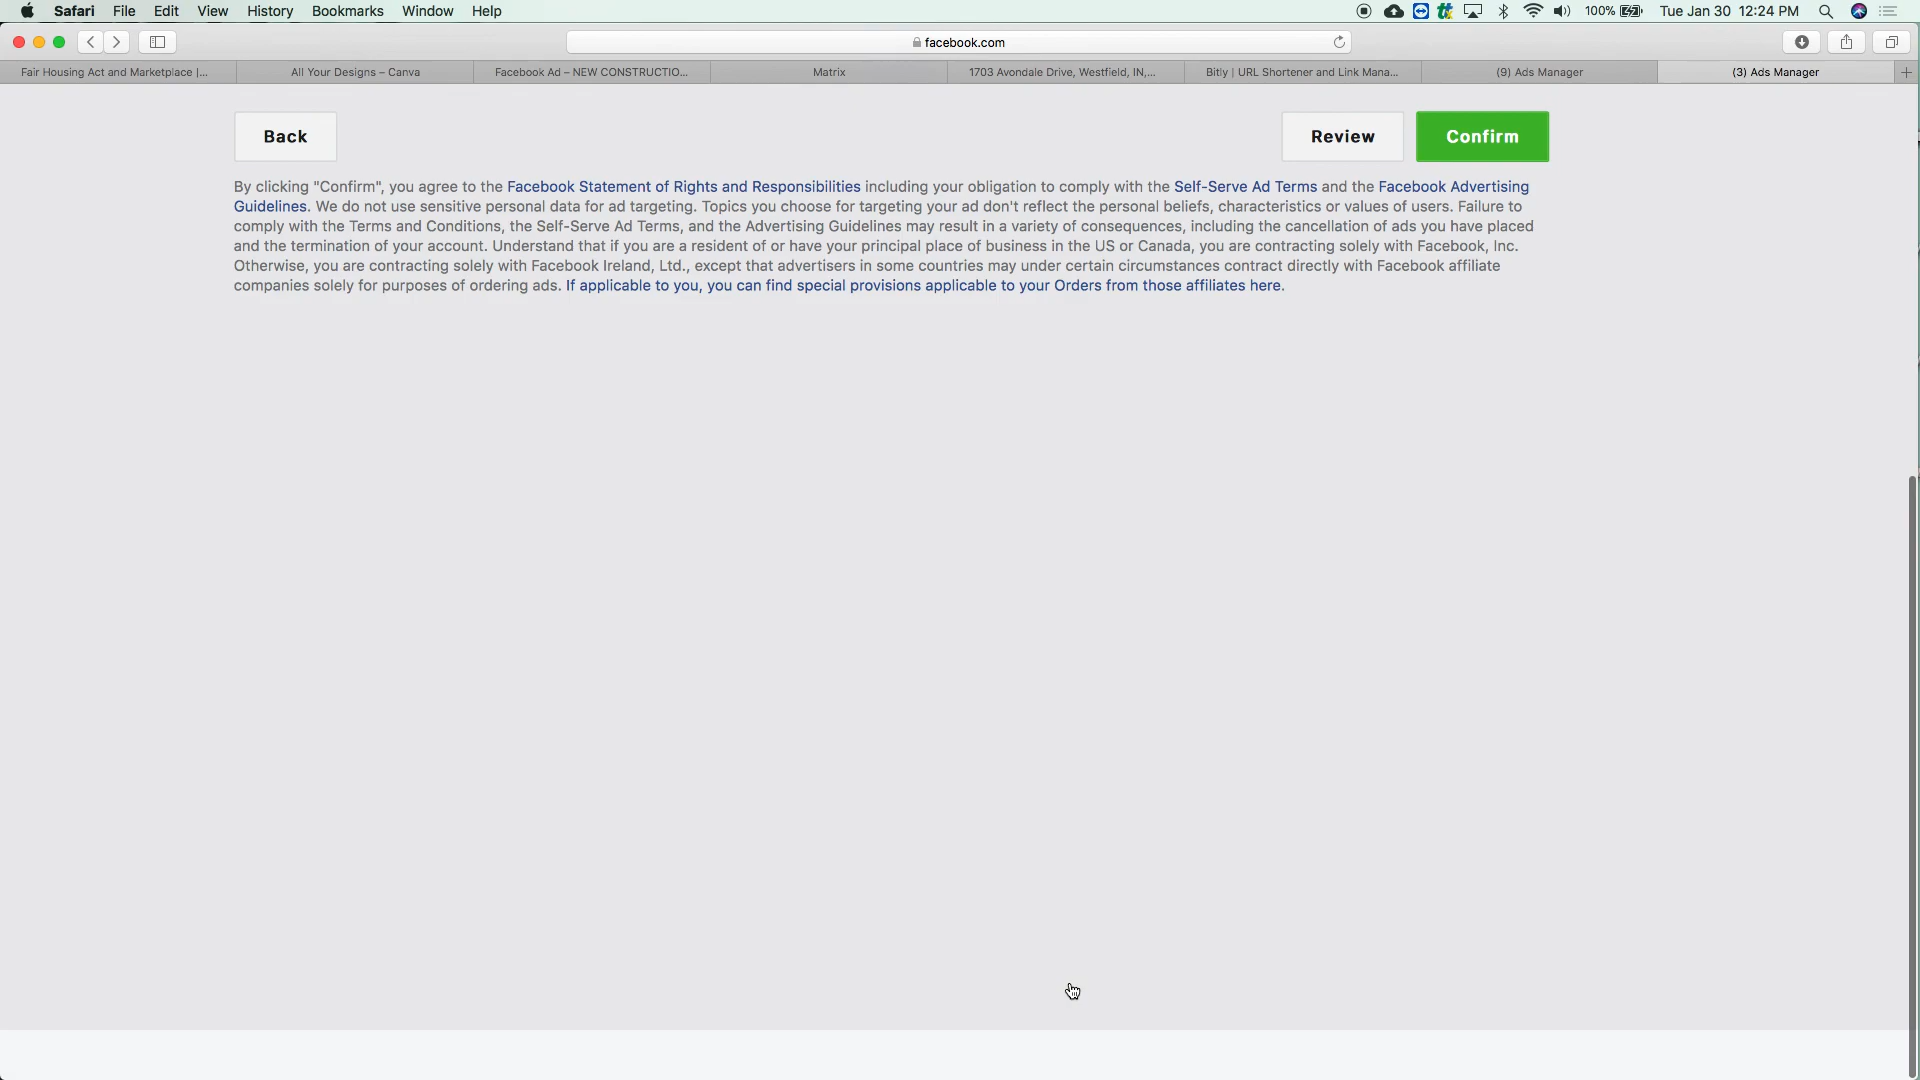 Safari File Edit View History Bookmarks Window Help 100% Tue Jan 30 12:24 PM
facebook.com
Fair Housing Act and Marketplace |... All Your Designs – Canva Facebook Ad – NEW CONSTRUCTIO... Matrix 1703 Avondale Drive, Westfield, IN,... Bitly | URL Shortener and Link Mana... (9) Ads Manager (3) Ads Manager
Back Review Confirm
By clicking "Confirm", you agree to the Facebook Statement of Rights and Responsibilities including your obligation to comply with the Self-Serve Ad Terms and the Facebook Advertising
Guidelines. We do not use sensitive personal data for ad targeting. Topics you choose for targeting your ad don't reflect the personal beliefs, characteristics or values of users. Failure to
comply with the Terms and Conditions, the Self-Serve Ad Terms, and the Advertising Guidelines may result in a variety of consequences, including the cancellation of ads you have placed
and the termination of your account. Understand that if you are a resident of or have your principal place of business in the US or Canada, you are contracting solely with Facebook, Inc.
Otherwise, you are contracting solely with Facebook Ireland, Ltd., except that advertisers in some countries may under certain circumstances contract directly with Facebook affiliate
companies solely for purposes of ordering ads. If applicable to you, you can find special provisions applicable to your Orders from those affiliates here.